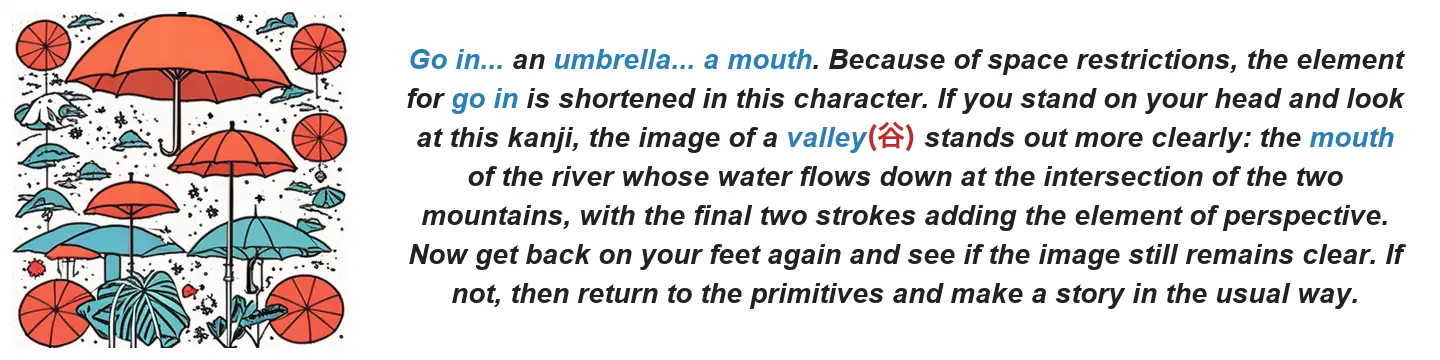 Go in... an umbrella... a mouth. Because of space restrictions, the element
for go in is shortened in this character. If you stand on your head and look
at this kanji, the image of a valley(谷) stands out more clearly: the mouth
of the river whose water flows down at the intersection of the two
mountains, with the final two strokes adding the element of perspective.
Now get back on your feet again and see if the image still remains clear. If
not, then return to the primitives and make a story in the usual way.